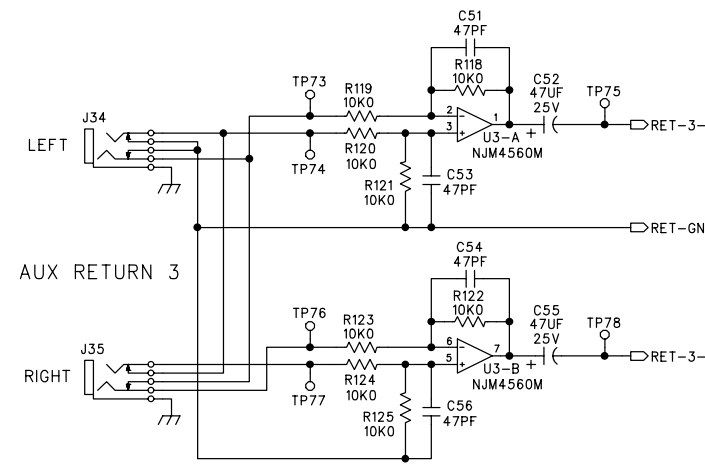 C51
47PF
R118
10K0
C52
47UF
25V
TP75
TP73
R119
10K0
2
3
1
U3-A
NJM4560M
RET-3-
J34
LEFT
TP74
R120
10K0
R121
10K0
C53
47PF
RET-GN
AUX RETURN 3
C54
47PF
R122
10K0
C55
47UF
25V
TP78
TP76
R123
10K0
6
5
7
U3-B
NJM4560M
RET-3-
J35
RIGHT
TP77
R124
10K0
R125
10K0
C56
47PF